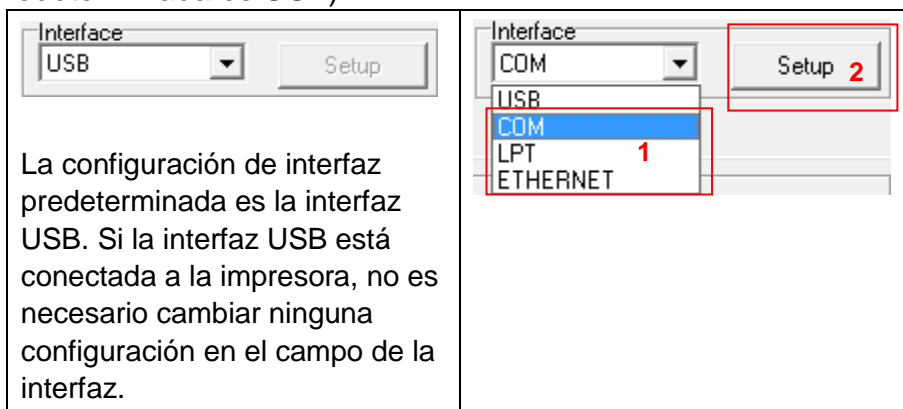 Interface
USB
Setup
La configuración de interfaz
predeterminada es la interfaz
USB. Si la interfaz USB está
conectada a la impresora, no es
necesario cambiar ninguna
configuración en el campo de la
interfaz.
Interface
COM
Setup 2
USB
COM
LPT 1
ETHERNET